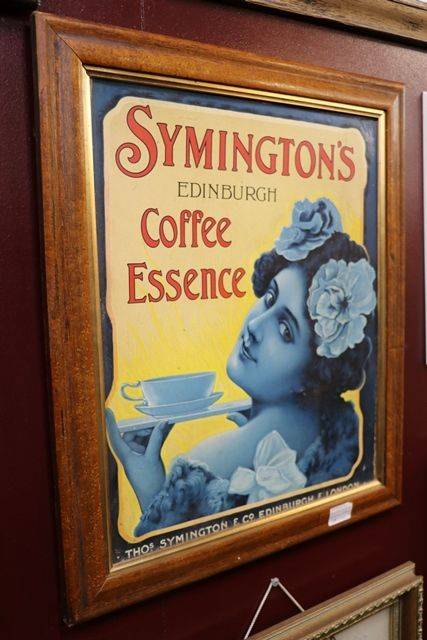 SYMINGTON'S
EDINBURGH
COFFEE
ESSENCE
THOS SYMINGTON & CO EDINBURGH & LONDON